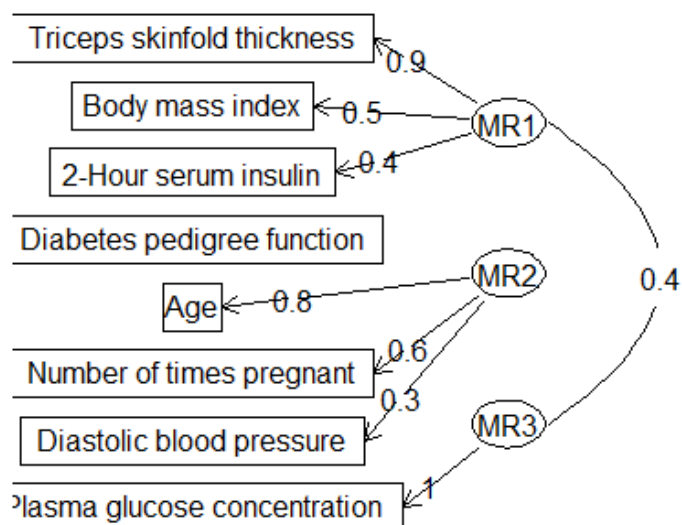 Triceps skinfold thickness
0.9
Body mass index
0.5
MR1
2-Hour serum insulin
0.4
Diabetes pedigree function
MR2
0.4
Age
0.8
Number of times pregnant
0.6
0.3
Diastolic blood pressure
MR3
Plasma glucose concentration
1